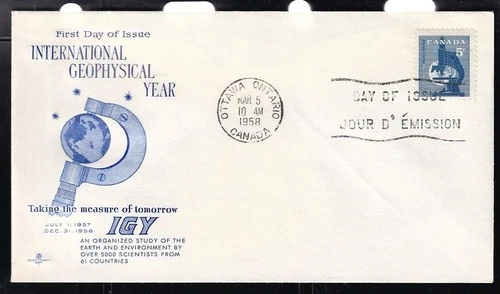 First Day of Issue
INTERNATIONAL
GEOPHYSICAL
YEAR
CANADA
5¢
OTTAWA ONTARIO
MAR 5
10 AM
1958
CANADA
DAY OF ISSUE
JOUR D'ÉMISSION
Taking the measure of tomorrow
JULY 1, 1957
DEC. 31, 1958
IGY
AN ORGANIZED STUDY OF THE
EARTH AND ENVIRONMENT BY
OVER 5000 SCIENTISTS FROM
61 COUNTRIES